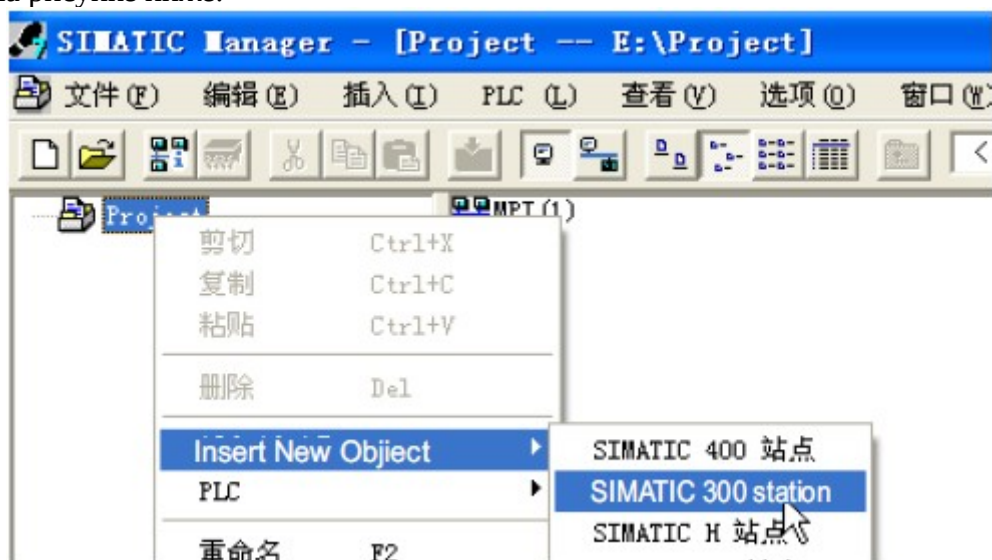 SIMATIC Manager - [Project -- E:\Project]
文件(F) 编辑(E) 插入(I) PLC (L) 查看(V) 选项(O) 窗口(W)
MPI(1)
剪切 Ctrl+X
复制 Ctrl+C
粘贴 Ctrl+V
删除 Del
Insert New Objiect
SIMATIC 400 站点
PLC
SIMATIC 300 station
SIMATIC H 站点
重命名 F2